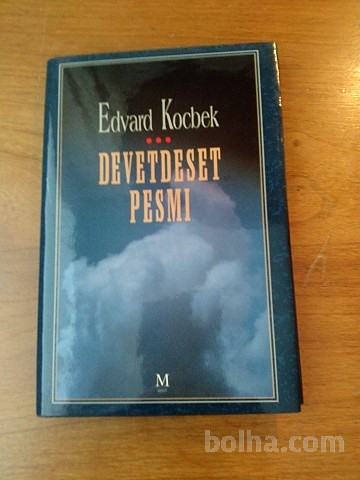 Edvard Kocbek
DEVETDESET
PESMI
M
bolha.com